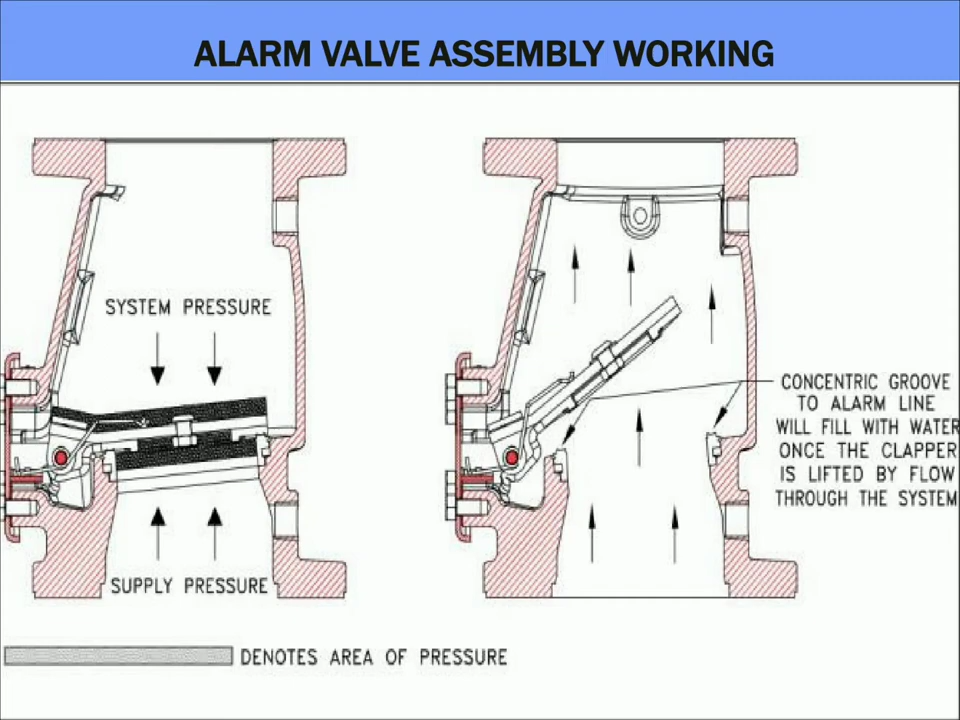 ALARM VALVE ASSEMBLY WORKING
SYSTEM PRESSURE
SUPPLY PRESSURE
CONCENTRIC GROOVE
TO ALARM LINE
WILL FILL WITH WATER
ONCE THE CLAPPER
IS LIFTED BY FLOW
THROUGH THE SYSTEM
DENOTES AREA OF PRESSURE